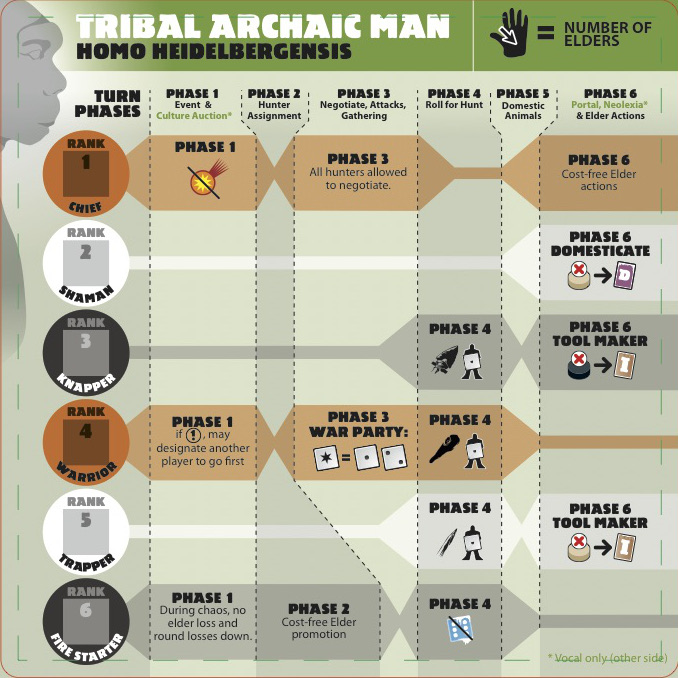 TRIBAL ARCHAIC MAN
HOMO HEIDELBERGENSIS
= NUMBER OF
ELDERS
TURN
PHASES
PHASE 1
Event &
Culture Auction*
PHASE 2
Hunter
Assignment
PHASE 3
Negotiate, Attacks,
Gathering
PHASE 4
Roll for Hunt
PHASE 5
Domestic
Animals
PHASE 6
Portal, Neolexia*
& Elder Actions
RANK
1
CHIEF
PHASE 1
PHASE 3
All hunters allowed
to negotiate.
PHASE 6
Cost-free Elder
actions
RANK
2
SHAMAN
PHASE 6
DOMESTICATE
D
RANK
3
KNAPPER
PHASE 4
PHASE 6
TOOL MAKER
I
RANK
4
WARRIOR
PHASE 1
if !, may
designate another
player to go first
PHASE 3
WAR PARTY:
=
PHASE 4
RANK
5
TRAPPER
PHASE 4
PHASE 6
TOOL MAKER
I
RANK
6
FIRE STARTER
PHASE 1
During chaos, no
elder loss and
round losses down.
PHASE 2
Cost-free Elder
promotion
PHASE 4
* Vocal only (other side)